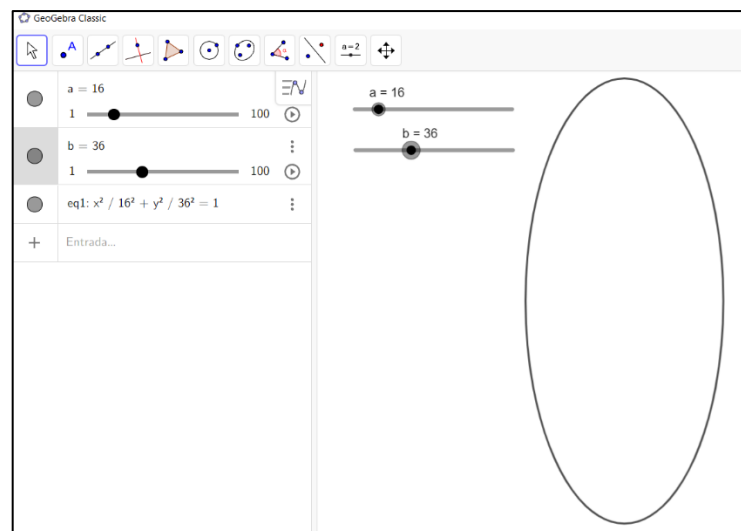 GeoGebra Classic
A
a=2
a = 16
1 100
b = 36
1 100
eq1: x² / 16² + y² / 36² = 1
+ Entrada...
a = 16
b = 36